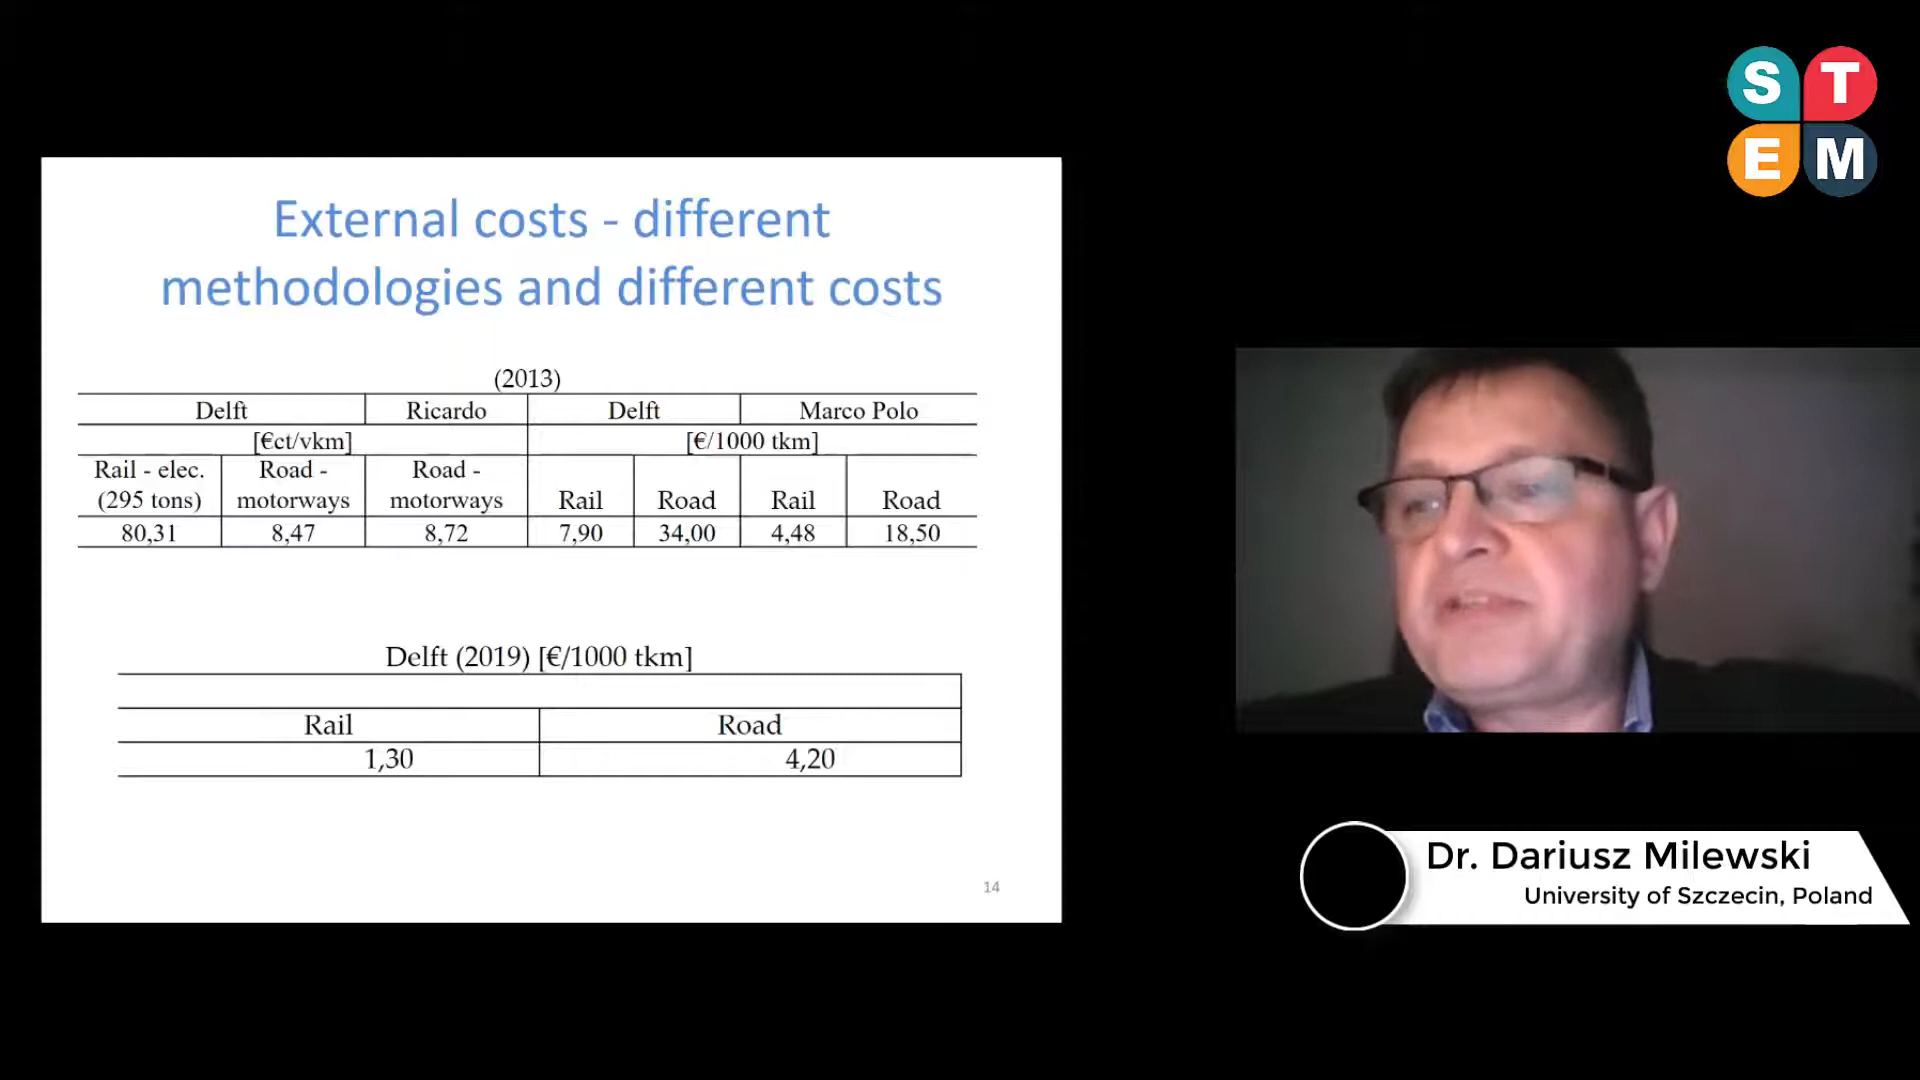 External costs - different
methodologies and different costs
(2013)
Delft Ricardo Delft Marco Polo
[€ct/vkm] [€/1000 tkm]
Rail - elec. (295 tons) Road - motorways Road - motorways Rail Road Rail Road
80,31 8,47 8,72 7,90 34,00 4,48 18,50
Delft (2019) [€/1000 tkm]
Rail Road
1,30 4,20
14
S T
E M
Dr. Dariusz Milewski
University of Szczecin, Poland